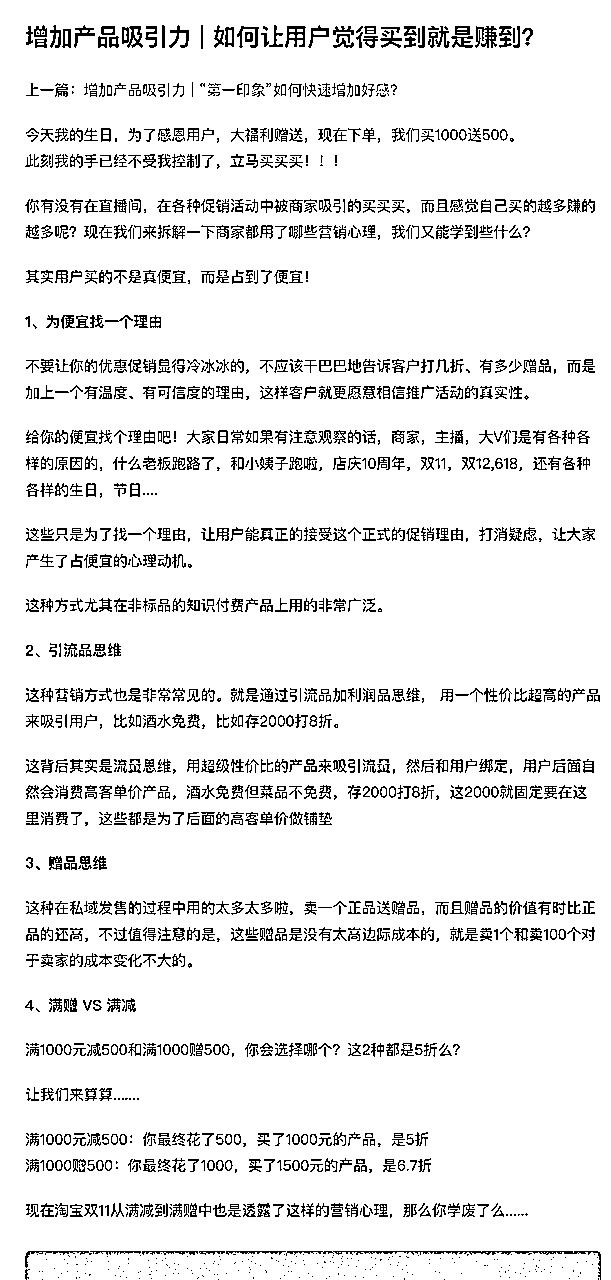 增加产品吸引力 | 如何让用户觉得买到就是赚到?
上一篇：增加产品吸引力 | “第一印象”如何快速增加好感?
今天我的生日，为了感恩用户，大福利赠送，现在下单，我们买1000送500。
此刻我的手已经不受我控制了，立马买买买！！！
你有没有在直播间，在各种促销活动中被商家吸引的买买买，而且感觉自己买的越多赚的
越多呢？现在我们来拆解一下商家都用了哪些营销心理，我们又能学到些什么?
其实用户买的不是真便宜，而是占到了便宜!
1、为便宜找一个理由
不要让你的优惠促销显得冷冰冰的，不应该干巴巴地告诉客户打几折、有多少赠品，而是
加上一个有温度、有可信度的理由，这样客户就更愿意相信推广活动的真实性。
给你的便宜找个理由吧！大家日常如果有注意观察的话，商家，主播，大V们是有各种各
样的原因的，什么老板跑路了，和小姨子跑啦，店庆10周年，双11，双12,618，还有各种
各样的生日，节日....
这些只是为了找一个理由，让用户能真正的接受这个正式的促销理由，打消疑虑，让大家
产生了占便宜的心理动机。
这种方式尤其在非标品的知识付费产品上用的非常广泛。
2、引流品思维
这种营销方式也是非常常见的。就是通过引流品加利润品思维， 用一个性价比超高的产品
来吸引用户，比如酒水免费，比如存2000打8折。
这背后其实是流量思维，用超级性价比的产品来吸引流量，然后和用户绑定，用户后面自
然会消费高客单价产品，酒水免费但菜品不免费，存2000打8折，这2000就固定要在这
里消费了，这些都是为了后面的高客单价做铺垫
3、赠品思维
这种在私域发售的过程中用的太多太多啦，卖一个正品送赠品，而且赠品的价值有时比正
品的还高，不过值得注意的是，这些赠品是没有太高边际成本的，就是卖1个和卖100个对
于卖家的成本变化不大的。
4、满赠 VS 满减
满1000元减500和满1000赠500，你会选择哪个？这2种都是5折么?
让我们来算算.......
满1000元减500：你最终花了500，买了1000元的产品，是5折
满1000赠500：你最终花了1000，买了1500元的产品，是6.7折
现在淘宝双11从满减到满赠中也是透露了这样的营销心理，那么你学废了么......